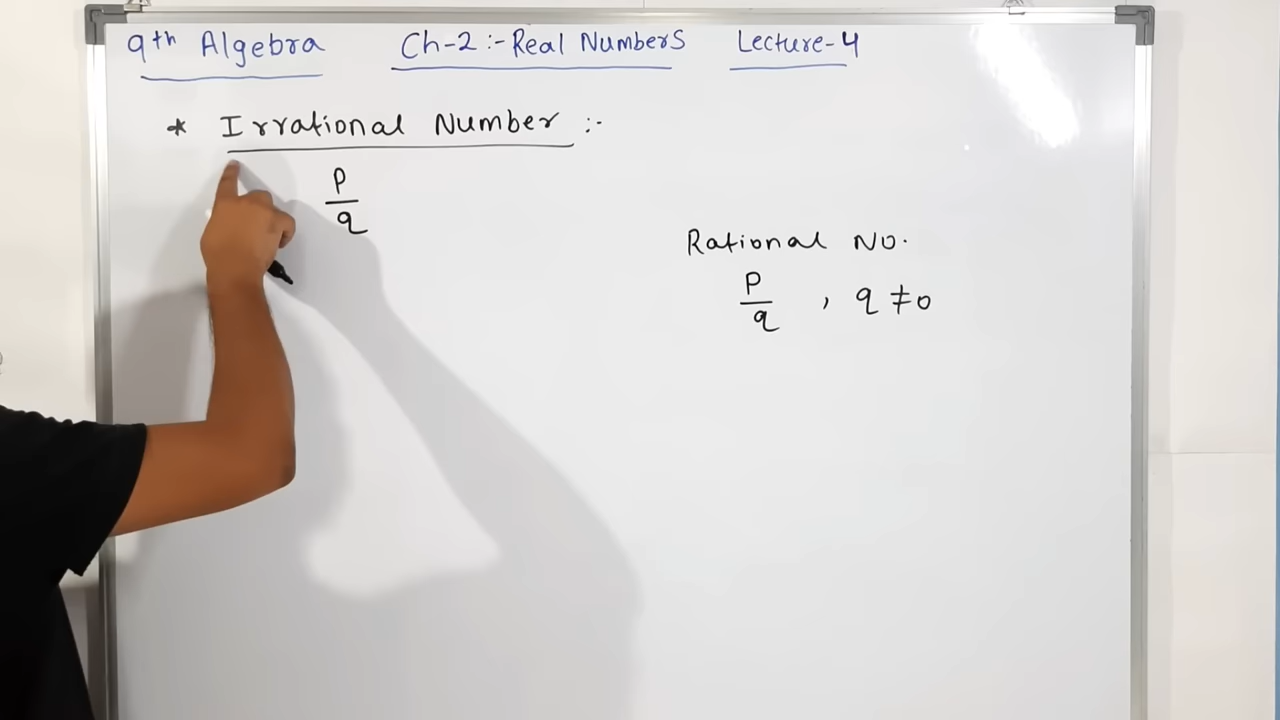 9th Algebra Ch-2 :- Real Numbers Lecture-4
* Irrational Number :-
p
q
Rational No.
p
q , q ≠ 0